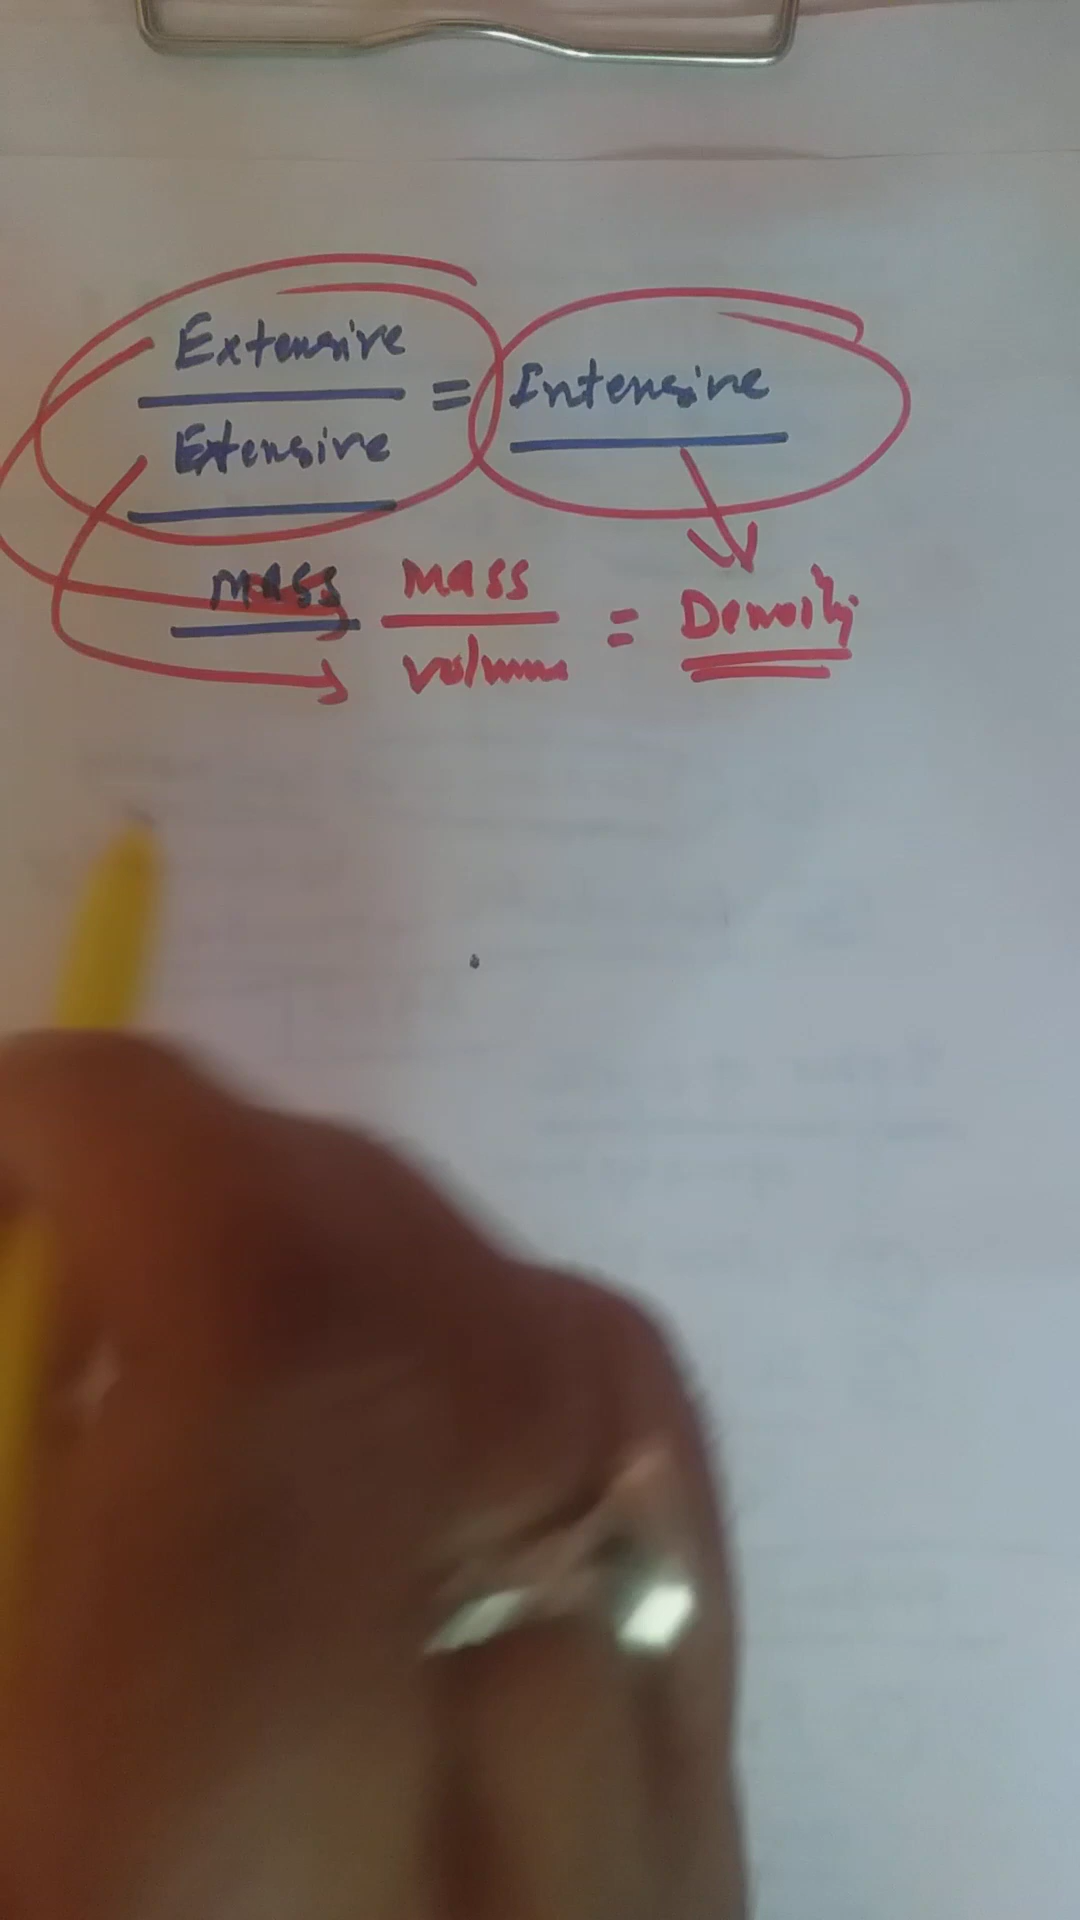 Extensive
= Intensive
Extensive
mass mass
= Density
volume